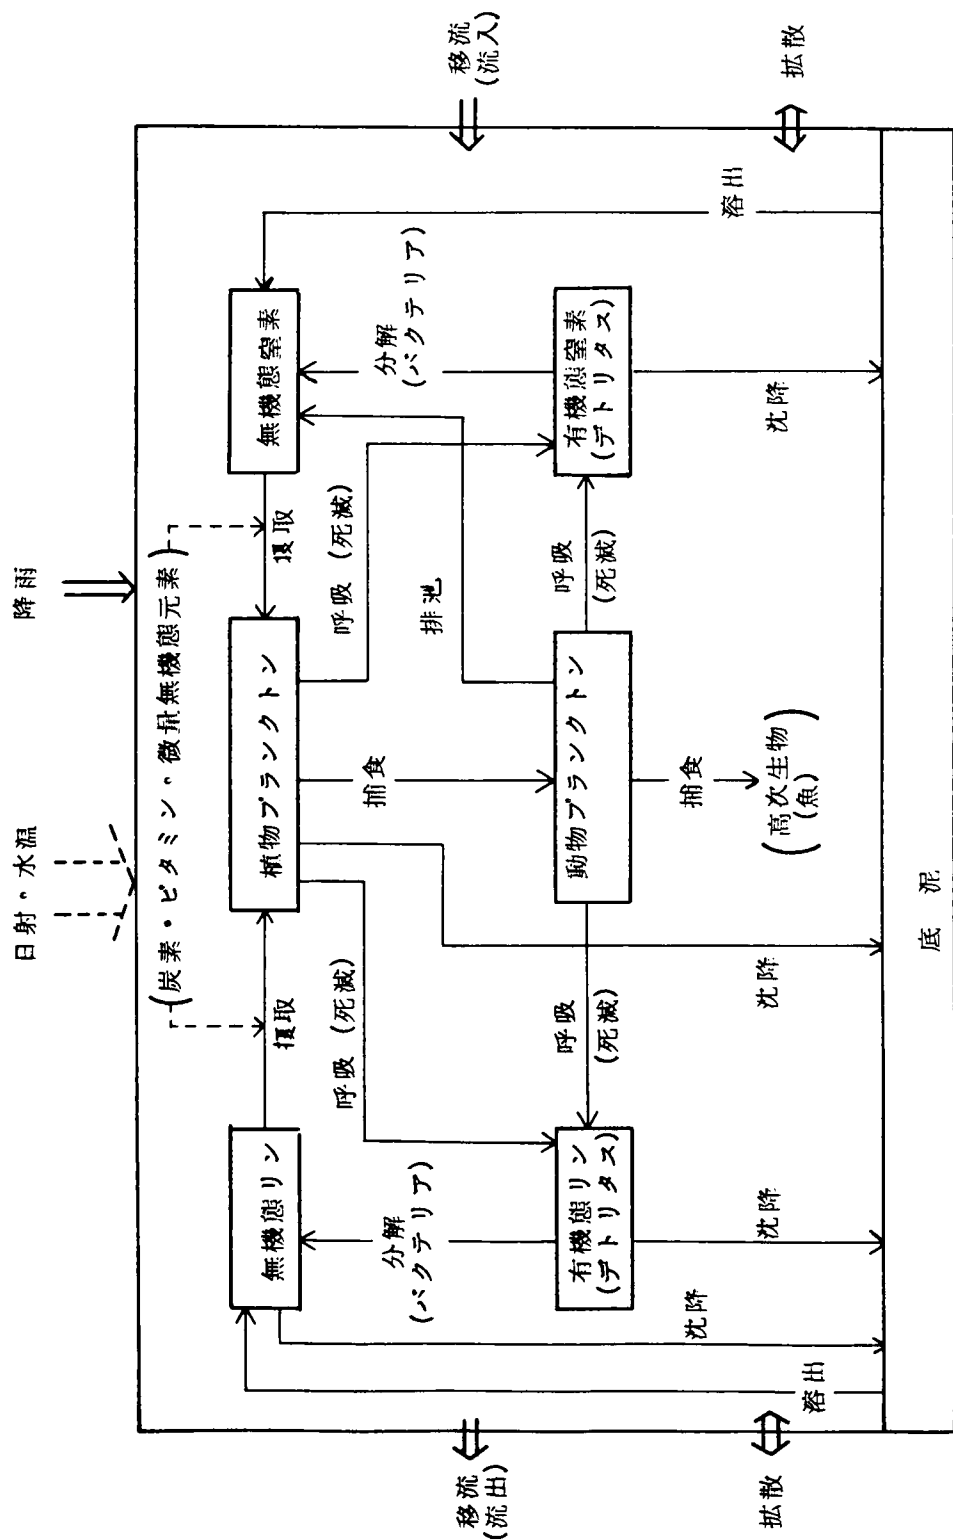 日射・水温
降雨
(炭素・ビタミン・微量無機態元素)
無機態リン
摂取
植物プランクトン
摂取
無機態窒素
呼吸(死滅)
呼吸(死滅)
分解
(バクテリア)
捕食
排泄
分解
(バクテリア)
移流
(流出)
移流
(流入)
有機態リン
(デトリタス)
呼吸
(死滅)
動物プランクトン
呼吸
(死滅)
有機態窒素
(デトリタス)
沈降
捕食
溶出
沈降
沈降
沈降
高次生物
(魚)
拡散
溶出
拡散
底泥